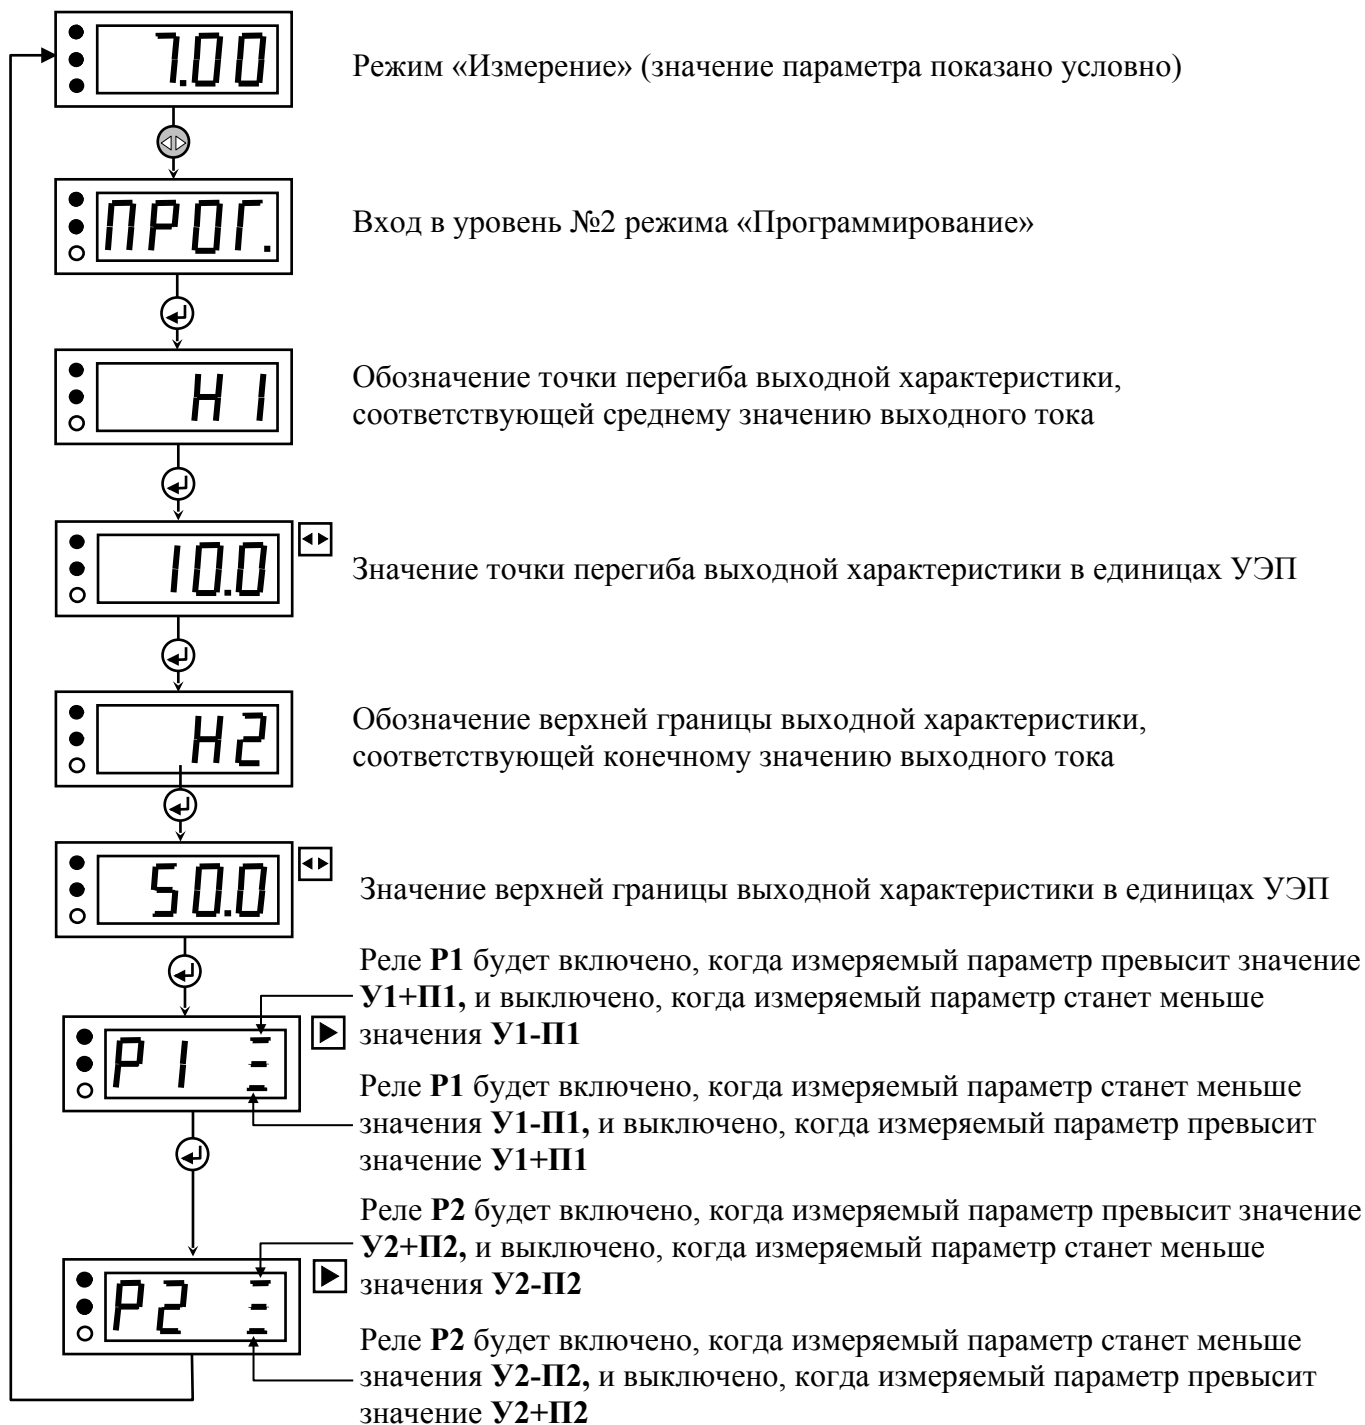 7.00
Режим «Измерение» (значение параметра показано условно)
ПРОГ.
Вход в уровень №2 режима «Программирование»
Н1
Обозначение точки перегиба выходной характеристики,
соответствующей среднему значению выходного тока
10.0
Значение точки перегиба выходной характеристики в единицах УЭП
Н2
Обозначение верхней границы выходной характеристики,
соответствующей конечному значению выходного тока
50.0
Значение верхней границы выходной характеристики в единицах УЭП
Реле Р1 будет включено, когда измеряемый параметр превысит значение
У1+П1, и выключено, когда измеряемый параметр станет меньше
значения У1-П1
Р1
Реле Р1 будет включено, когда измеряемый параметр станет меньше
значения У1-П1, и выключено, когда измеряемый параметр превысит
значение У1+П1
Реле Р2 будет включено, когда измеряемый параметр превысит значение
У2+П2, и выключено, когда измеряемый параметр станет меньше
значения У2-П2
Р2
Реле Р2 будет включено, когда измеряемый параметр станет меньше
значения У2-П2, и выключено, когда измеряемый параметр превысит
значение У2+П2